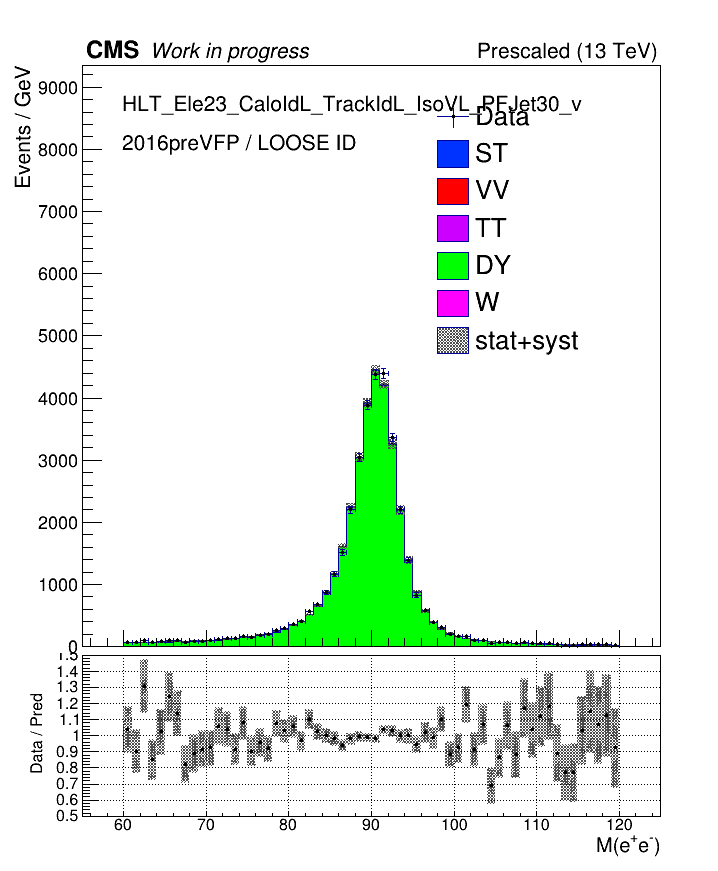 CMS Work in progress Prescaled (13 TeV)
Events / GeV
HLT_Ele23_CaloIdL_TrackIdL_IsoVL_PFJet30_v
2016preVFP / LOOSE ID
Data
ST
VV
TT
DY
W
stat+syst
9000
8000
7000
6000
5000
4000
3000
2000
1000
0
Data / Pred
1.5
1.4
1.3
1.2
1.1
1
0.9
0.8
0.7
0.6
0.5
60 70 80 90 100 110 120
M(e⁺e⁻)